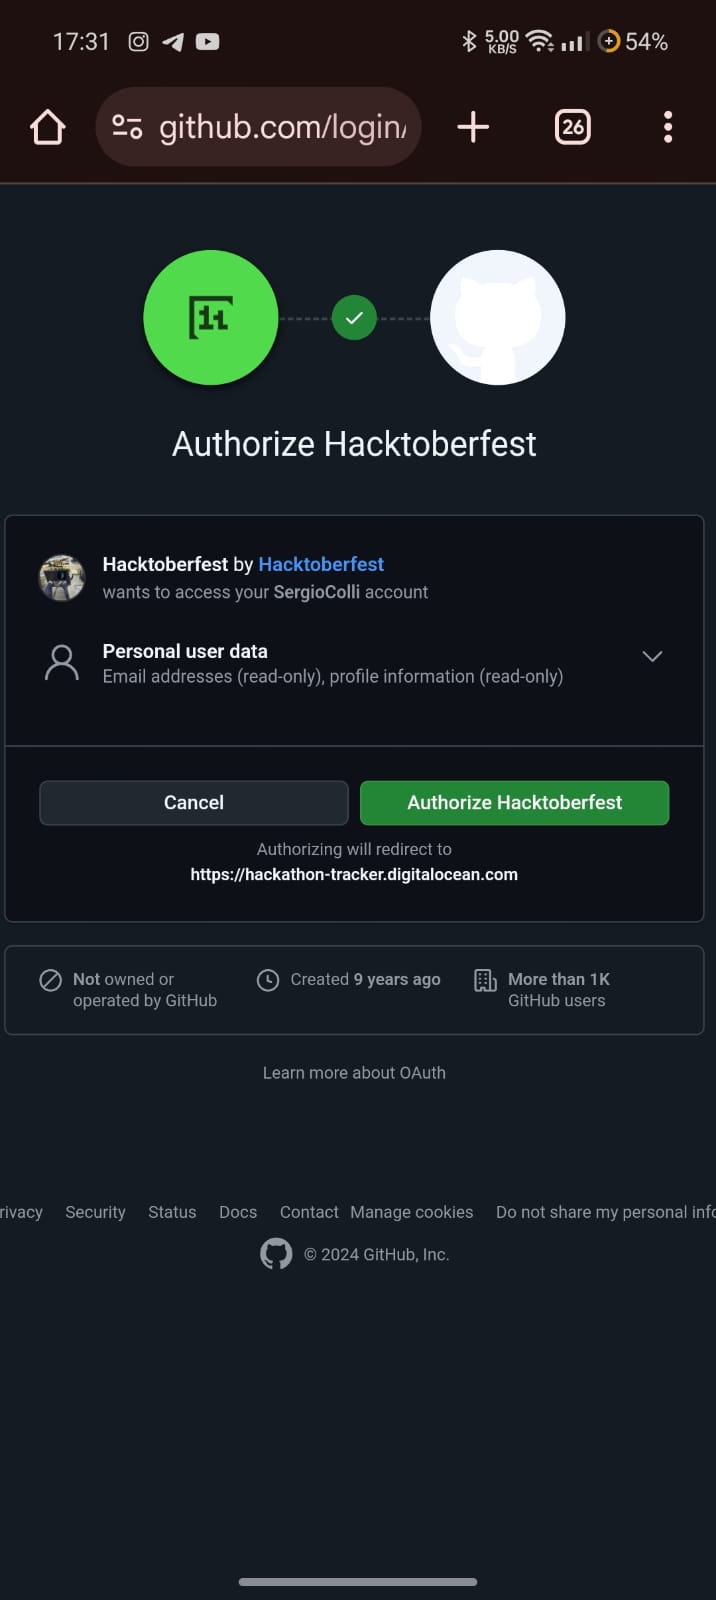 17:31 5.00 KB/S 54%
github.com/login/
26
11
Authorize Hacktoberfest
Hacktoberfest by Hacktoberfest
wants to access your SergioColli account
Personal user data
Email addresses (read-only), profile information (read-only)
Cancel
Authorize Hacktoberfest
Authorizing will redirect to
https://hackathon-tracker.digitalocean.com
Not owned or
operated by GitHub
Created 9 years ago
More than 1K
GitHub users
Learn more about OAuth
rivacy Security Status Docs Contact Manage cookies Do not share my personal info
© 2024 GitHub, Inc.